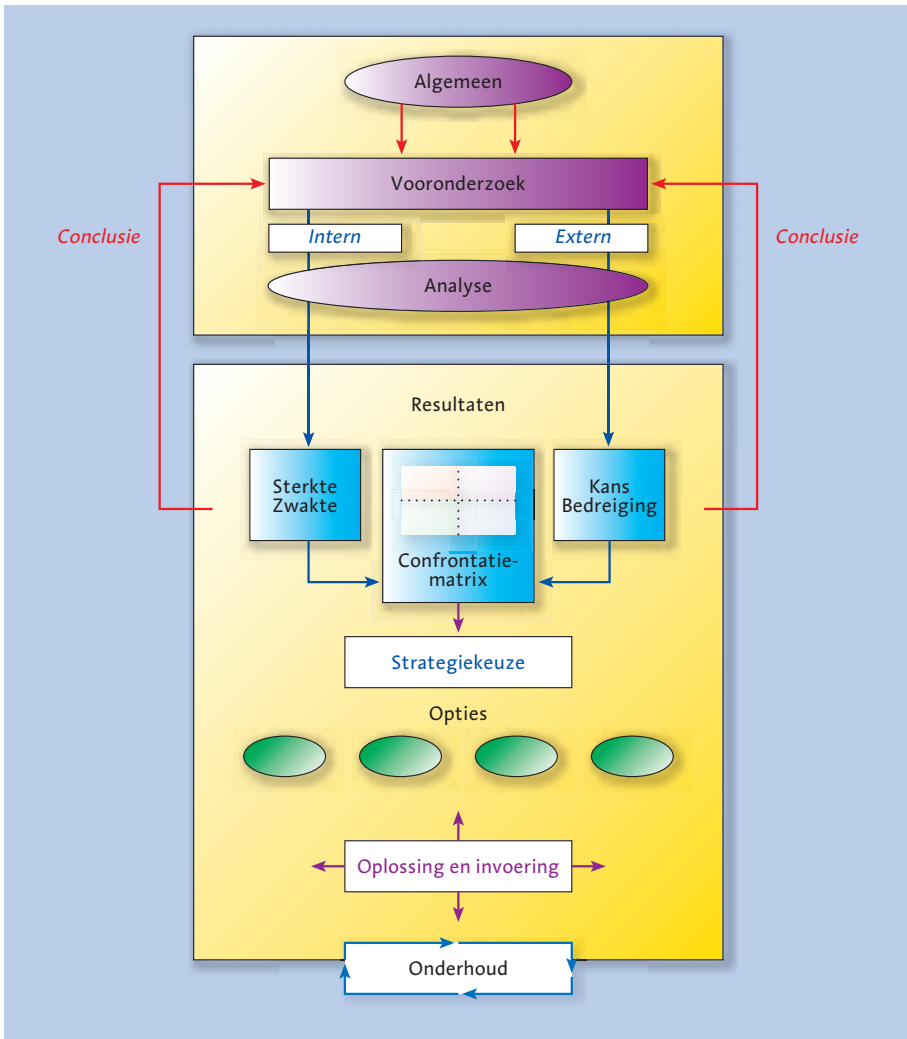 Algemeen
Vooronderzoek
Conclusie
Intern
Extern
Conclusie
Analyse
Resultaten
Sterkte
Zwakte
Kans
Bedreiging
Confrontatie-
matrix
Strategiekeuze
Opties
Oplossing en invoering
Onderhoud